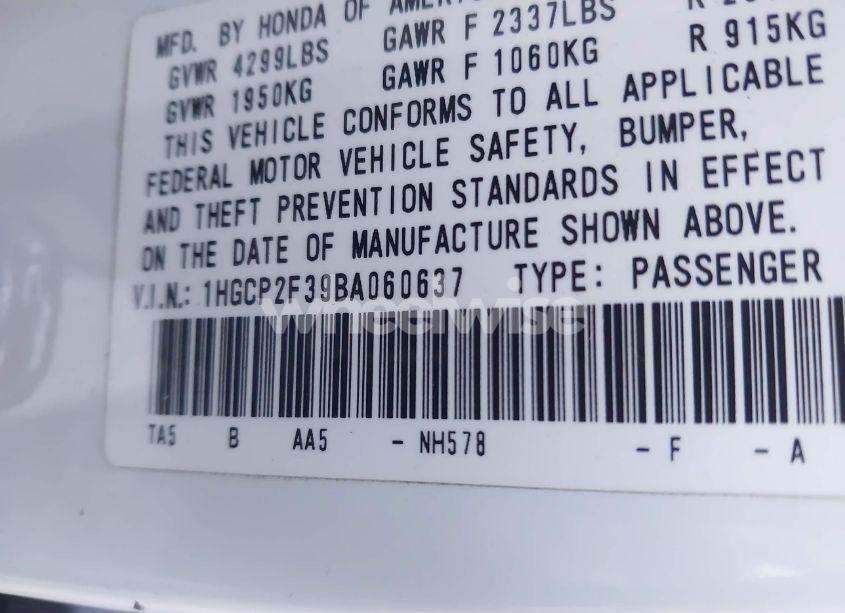 MFD. BY HONDA OF
GVWR 4299LBS GAWR F 2337LBS R
GVWR 1950KG GAWR F 1060KG R 915KG
THIS VEHICLE CONFORMS TO ALL APPLICABLE
FEDERAL MOTOR VEHICLE SAFETY, BUMPER,
AND THEFT PREVENTION STANDARDS IN EFFECT
ON THE DATE OF MANUFACTURE SHOWN ABOVE.
V.I.N.: 1HGCP2F39BA060637 TYPE: PASSENGER
wheelwise
TA5 B AA5 - NH578 - F - A